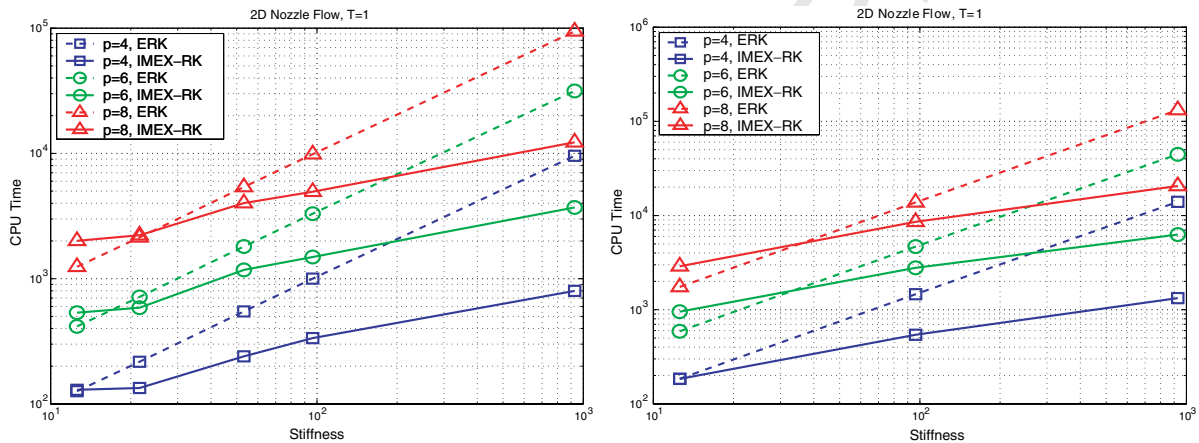 2D Nozzle Flow, T=1
10^5
10^4
10^3
10^2
CPU Time
p=4, ERK
p=4, IMEX-RK
p=6, ERK
p=6, IMEX-RK
p=8, ERK
p=8, IMEX-RK
10^1
10^2
10^3
Stiffness
2D Nozzle Flow, T=1
10^6
10^5
10^4
10^3
10^2
CPU Time
p=4, ERK
p=4, IMEX-RK
p=6, ERK
p=6, IMEX-RK
p=8, ERK
p=8, IMEX-RK
10^1
10^2
10^3
Stiffness